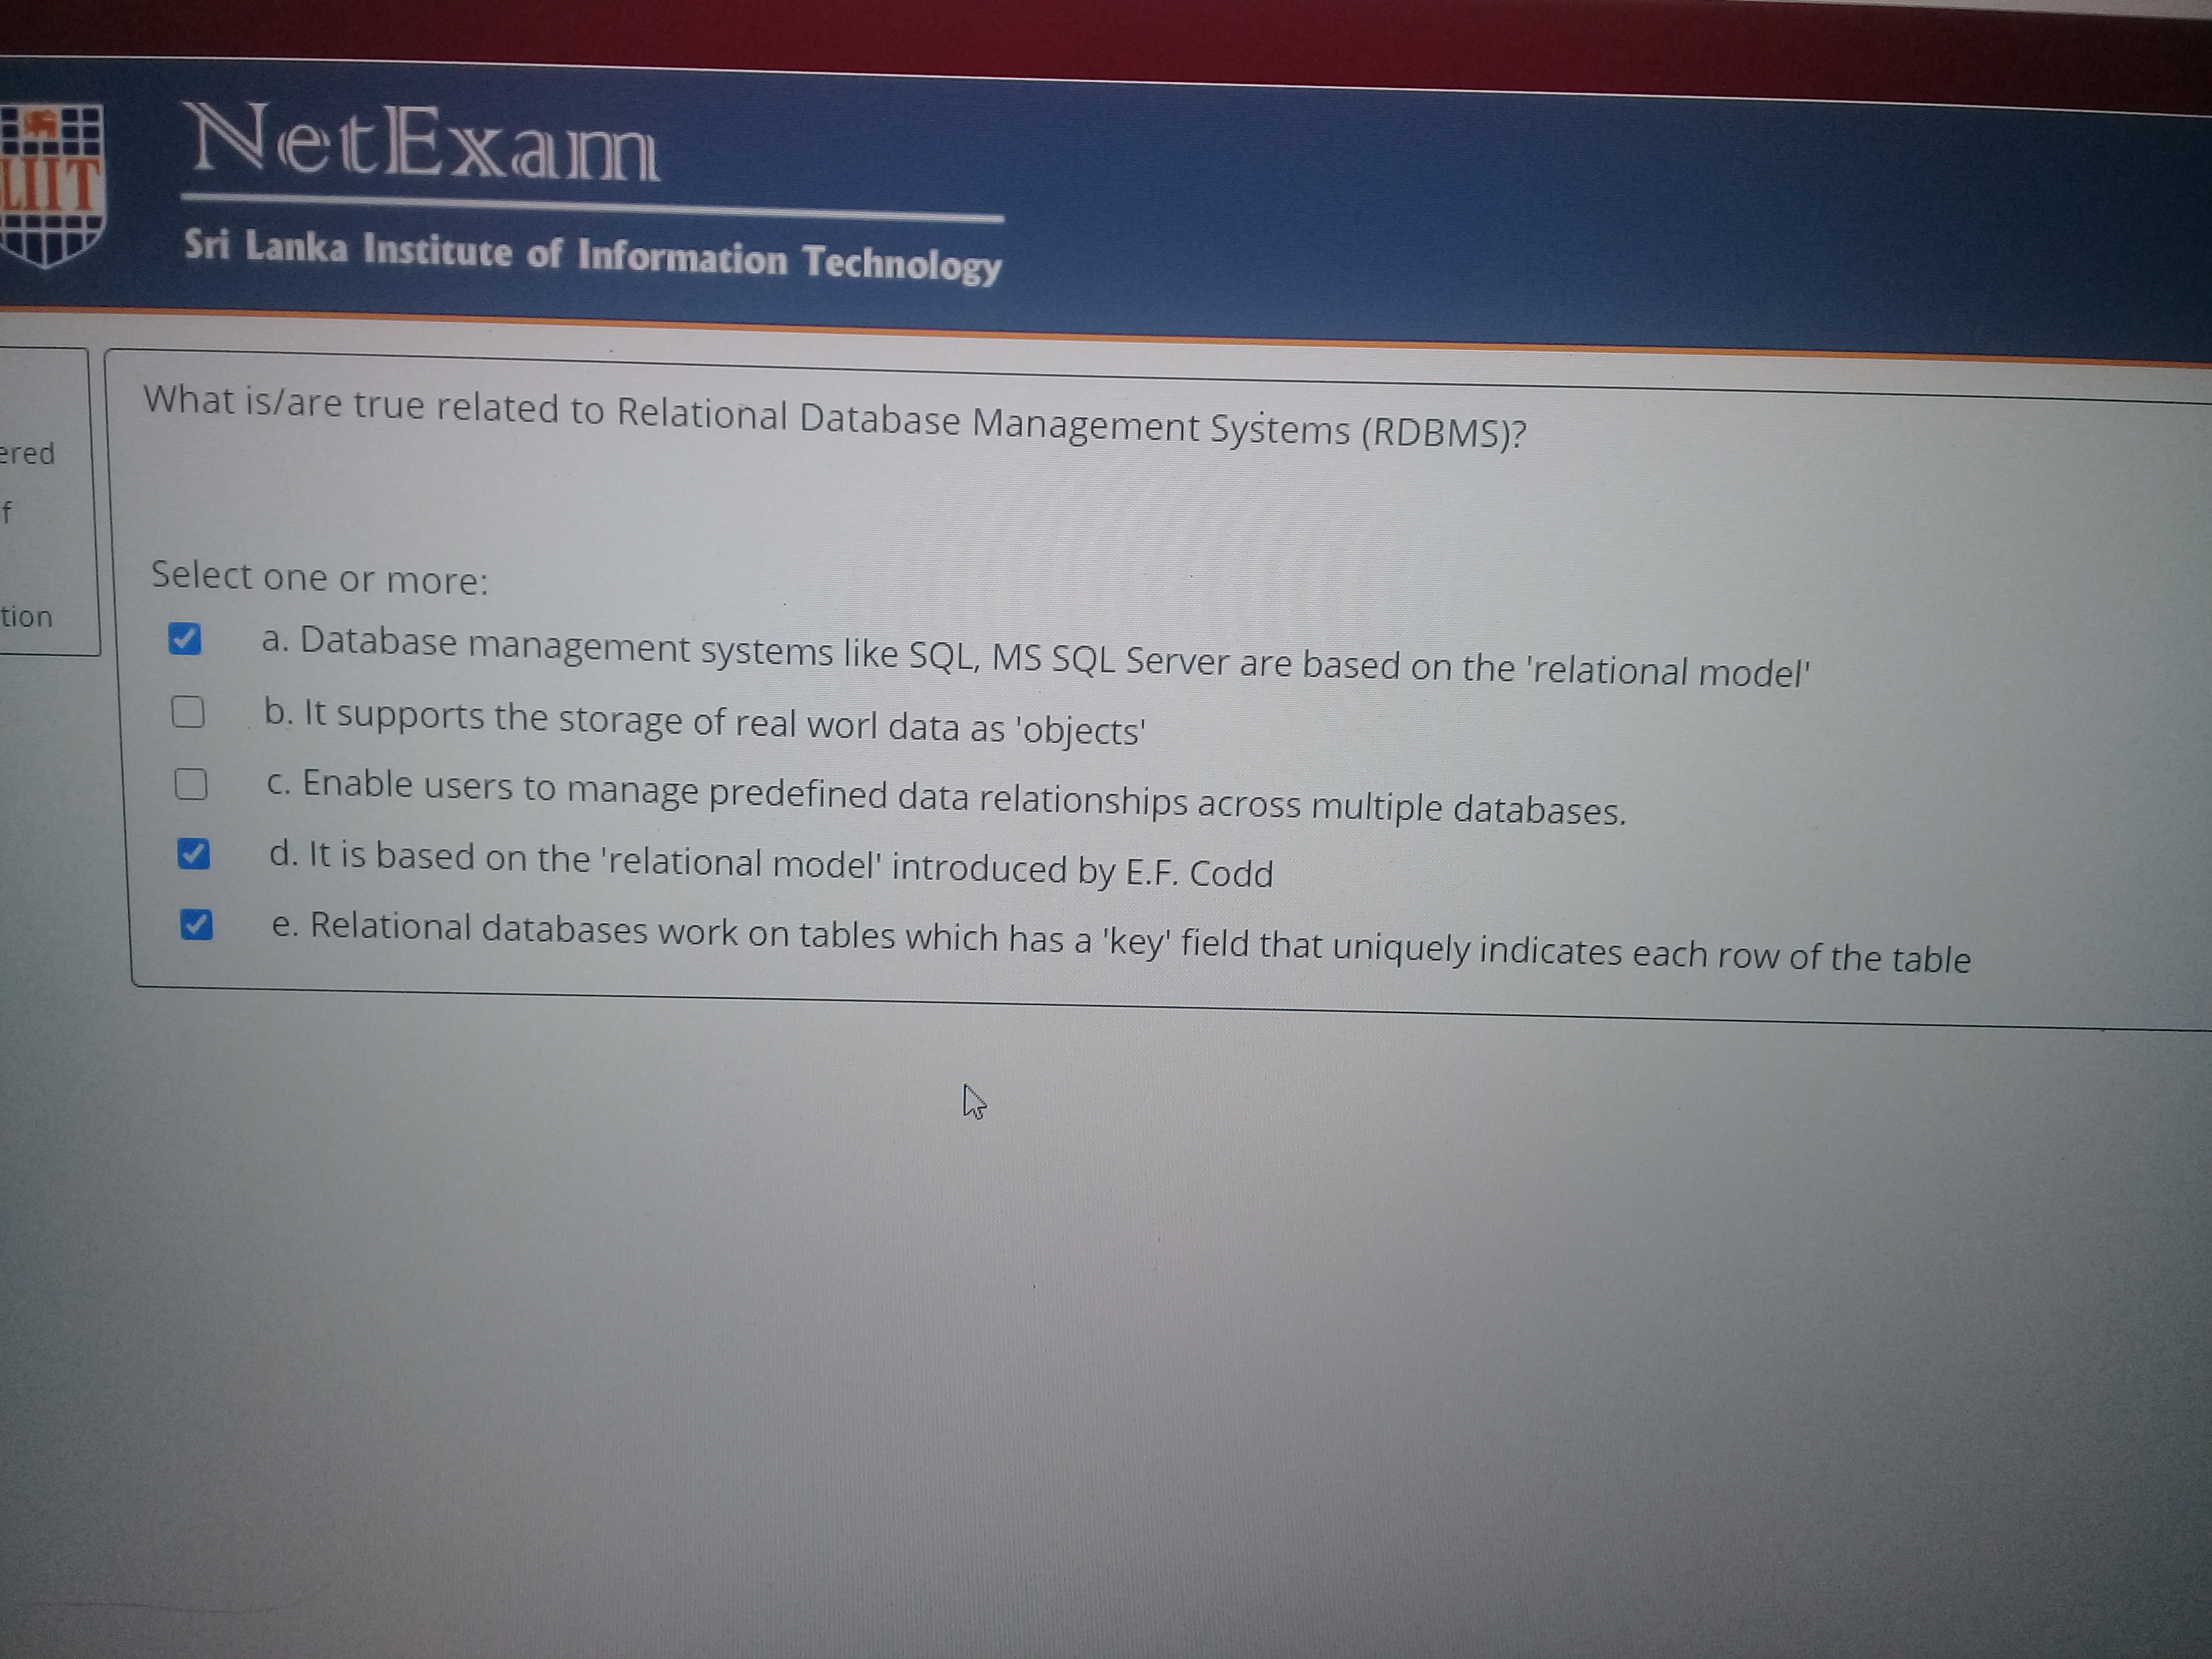 LIIT
NetExam
Sri Lanka Institute of Information Technology
ered
f
tion
What is/are true related to Relational Database Management Systems (RDBMS)?
Select one or more:
a. Database management systems like SQL, MS SQL Server are based on the 'relational model'
b. It supports the storage of real worl data as 'objects'
c. Enable users to manage predefined data relationships across multiple databases.
d. It is based on the 'relational model' introduced by E.F. Codd
e. Relational databases work on tables which has a 'key' field that uniquely indicates each row of the table